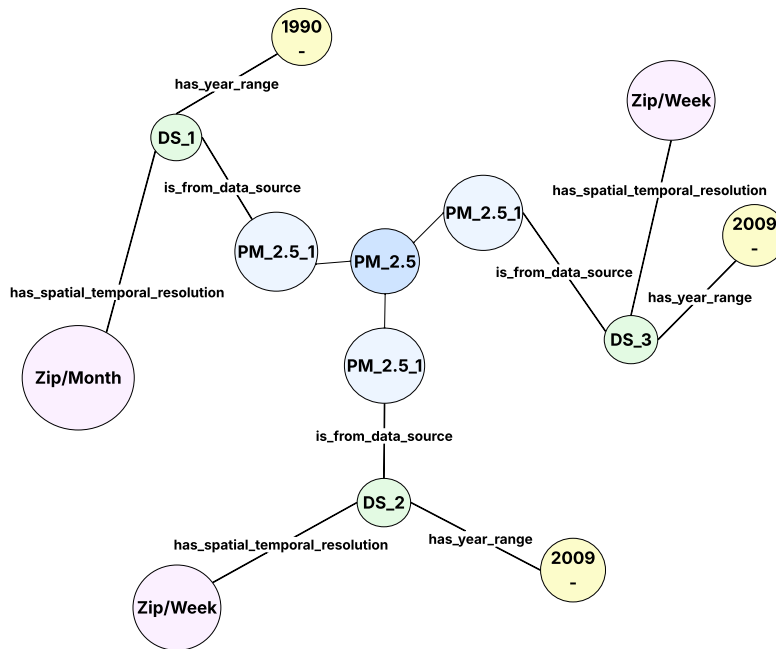 1990
-
has_year_range
Zip/Week
DS_1
is_from_data_source
has_spatial_temporal_resolution
PM_2.5_1
2009
-
PM_2.5_1
PM_2.5
is_from_data_source
has_spatial_temporal_resolution
has_year_range
DS_3
PM_2.5_1
Zip/Month
is_from_data_source
DS_2
has_spatial_temporal_resolution
has_year_range
2009
-
Zip/Week